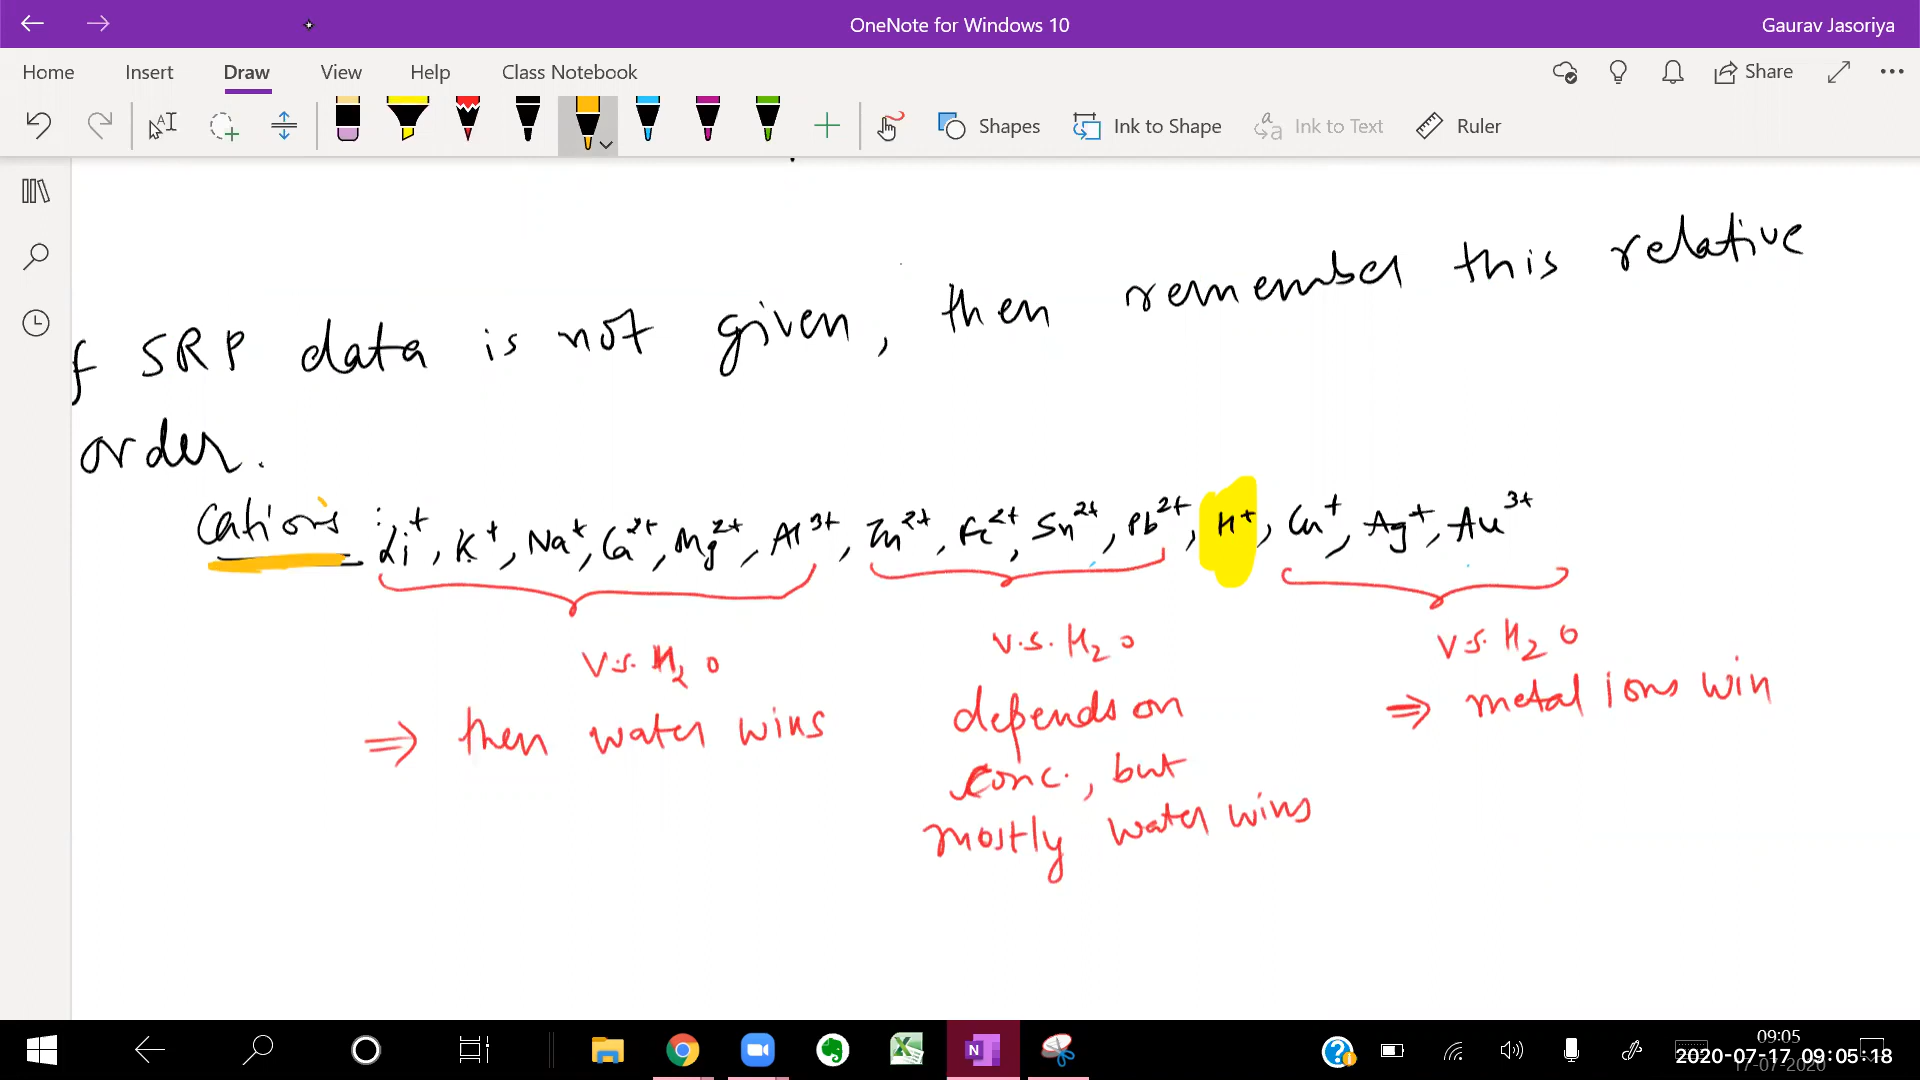 OneNote for Windows 10
Gaurav Jasoriya
Home Insert Draw View Help Class Notebook Share
Shapes Ink to Shape Ink to Text Ruler
f SRP data is not given, then remember this relative
order.
Cations : Li⁺, K⁺, Na⁺, Ca²⁺, Mg²⁺, Al³⁺, Zn²⁺, Fe²⁺, Sn²⁺, Pb²⁺, H⁺, Cu⁺, Ag⁺, Au³⁺
v.s. H₂O
⇒ then water wins
v.s. H₂O
depends on
conc., but
mostly water wins
v.s. H₂O
⇒ metal ions win
09:05
2020-07-17 09:05:18
17-07-2020